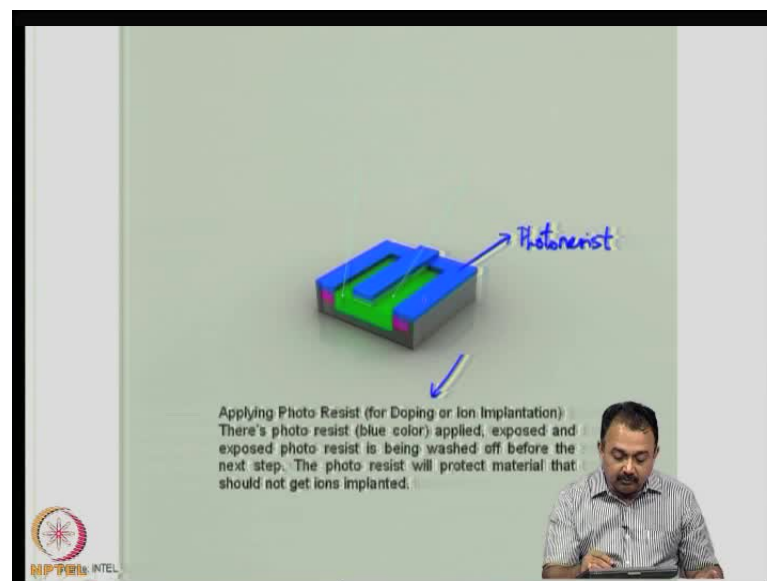 Photoresist
Applying Photo Resist (for Doping or Ion Implantation)
There's photo resist (blue color) applied, exposed and
exposed photo resist is being washed off before the
next step. The photo resist will protect material that
should not get ions implanted.
NPTEL INTEL